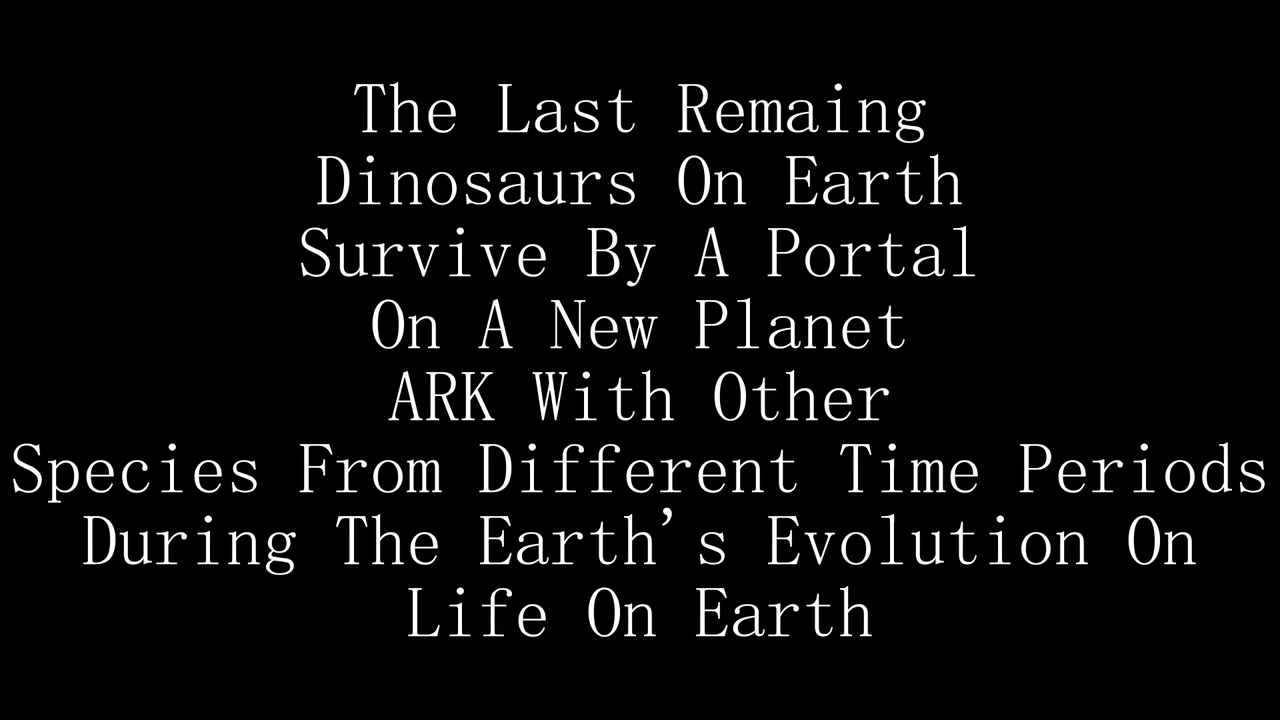 The Last Remaing
Dinosaurs On Earth
Survive By A Portal
On A New Planet
ARK With Other
Species From Different Time Periods
During The Earth’s Evolution On
Life On Earth